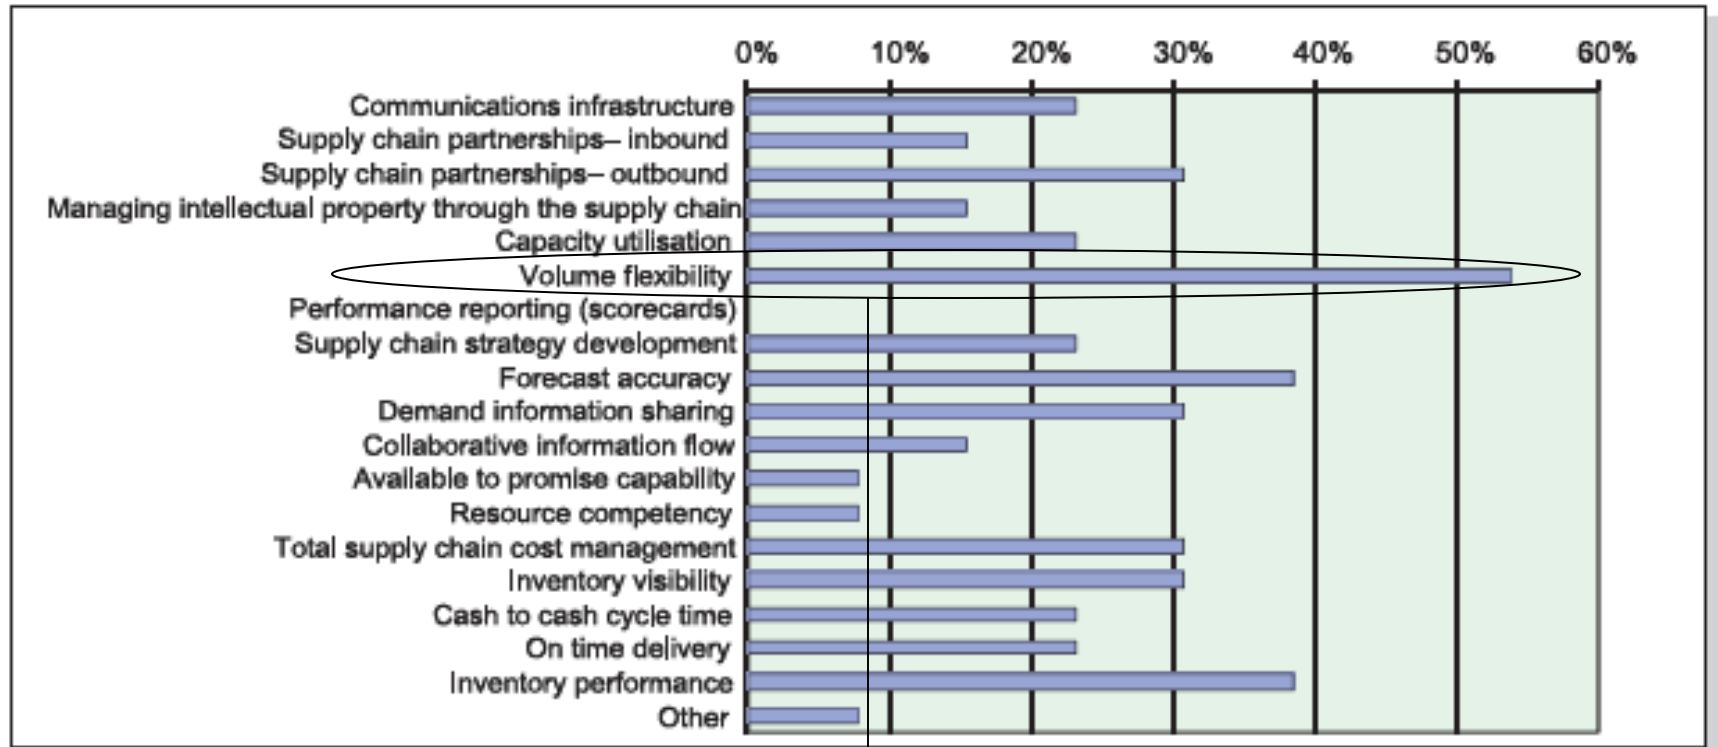 0% 10% 20% 30% 40% 50% 60%
Communications infrastructure
Supply chain partnerships– inbound
Supply chain partnerships– outbound
Managing intellectual property through the supply chain
Capacity utilisation
Volume flexibility
Performance reporting (scorecards)
Supply chain strategy development
Forecast accuracy
Demand information sharing
Collaborative information flow
Available to promise capability
Resource competency
Total supply chain cost management
Inventory visibility
Cash to cash cycle time
On time delivery
Inventory performance
Other